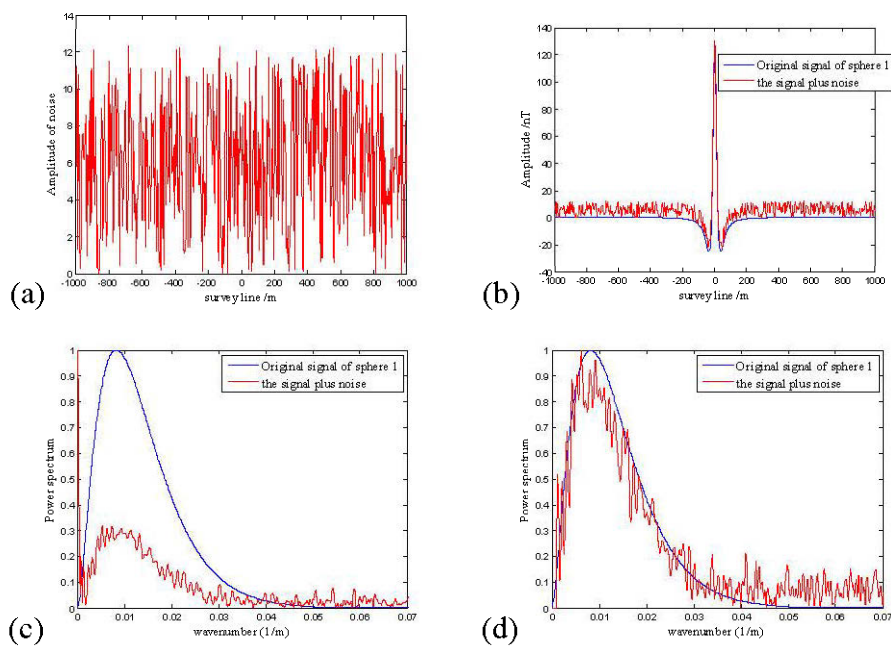 14
12
10
8
6
4
2
0
Amplitude of noise
-1000 -800 -600 -400 -200 0 200 400 600 800 1000
survey line /m
(a)
140
120
100
80
60
40
20
0
-20
-40
Amplitude /nT
Original signal of sphere 1
the signal plus noise
-1000 -800 -600 -400 -200 0 200 400 600 800 1000
survey line /m
(b)
1
0.9
0.8
0.7
0.6
0.5
0.4
0.3
0.2
0.1
0
Power spectrum
Original signal of sphere 1
the signal plus noise
0 0.01 0.02 0.03 0.04 0.05 0.06 0.07
wavenumber (1/m)
(c)
1
0.9
0.8
0.7
0.6
0.5
0.4
0.3
0.2
0.1
0
Power spectrum
Original signal of sphere 1
the signal plus noise
0 0.01 0.02 0.03 0.04 0.05 0.06 0.07
wavenumber (1/m)
(d)